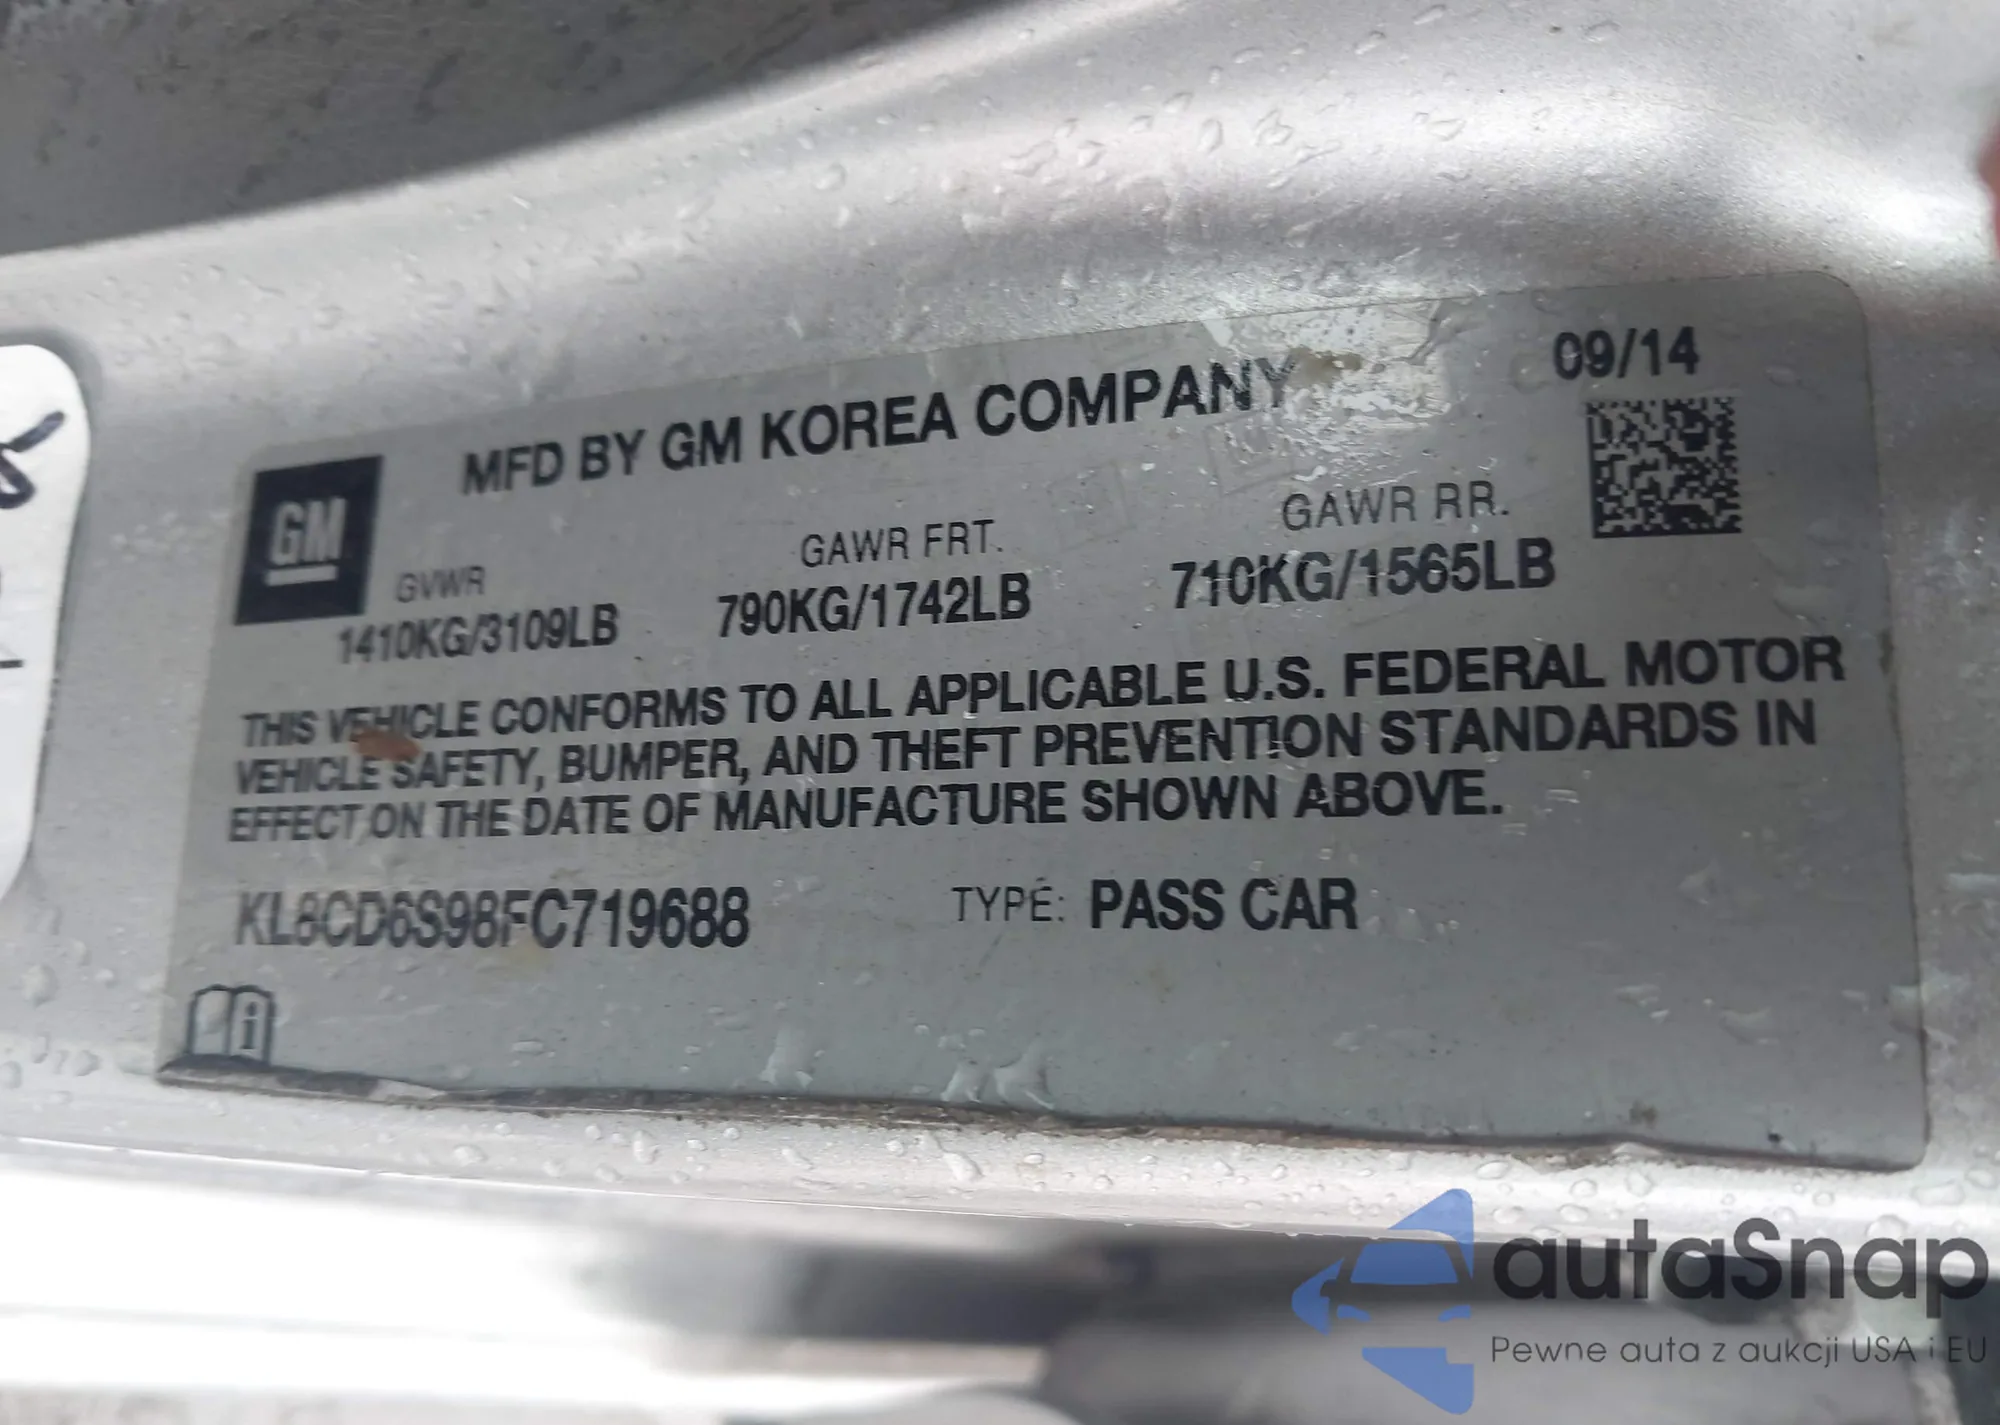 MFD BY GM KOREA COMPANY
09/14
GM
GVWR
GAWR FRT.
GAWR RR.
1410KG/3109LB
790KG/1742LB
710KG/1565LB
THIS VEHICLE CONFORMS TO ALL APPLICABLE U.S. FEDERAL MOTOR
VEHICLE SAFETY, BUMPER, AND THEFT PREVENTION STANDARDS IN
EFFECT ON THE DATE OF MANUFACTURE SHOWN ABOVE.
KL8CD6S98FC719688
TYPE: PASS CAR
i
autaSnap
Pewne auta z aukcji USA i EU